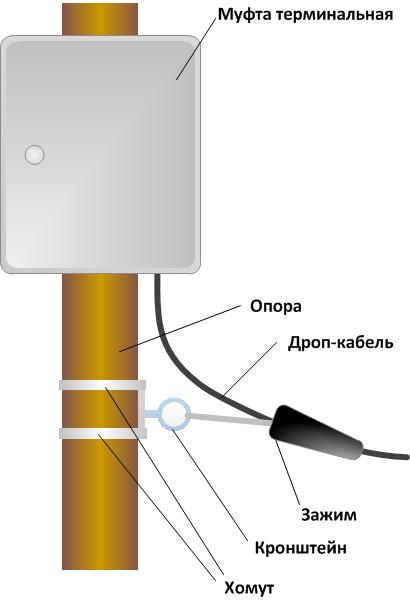 Муфта терминальная
Опора
Дроп-кабель
Зажим
Кронштейн
Хомут